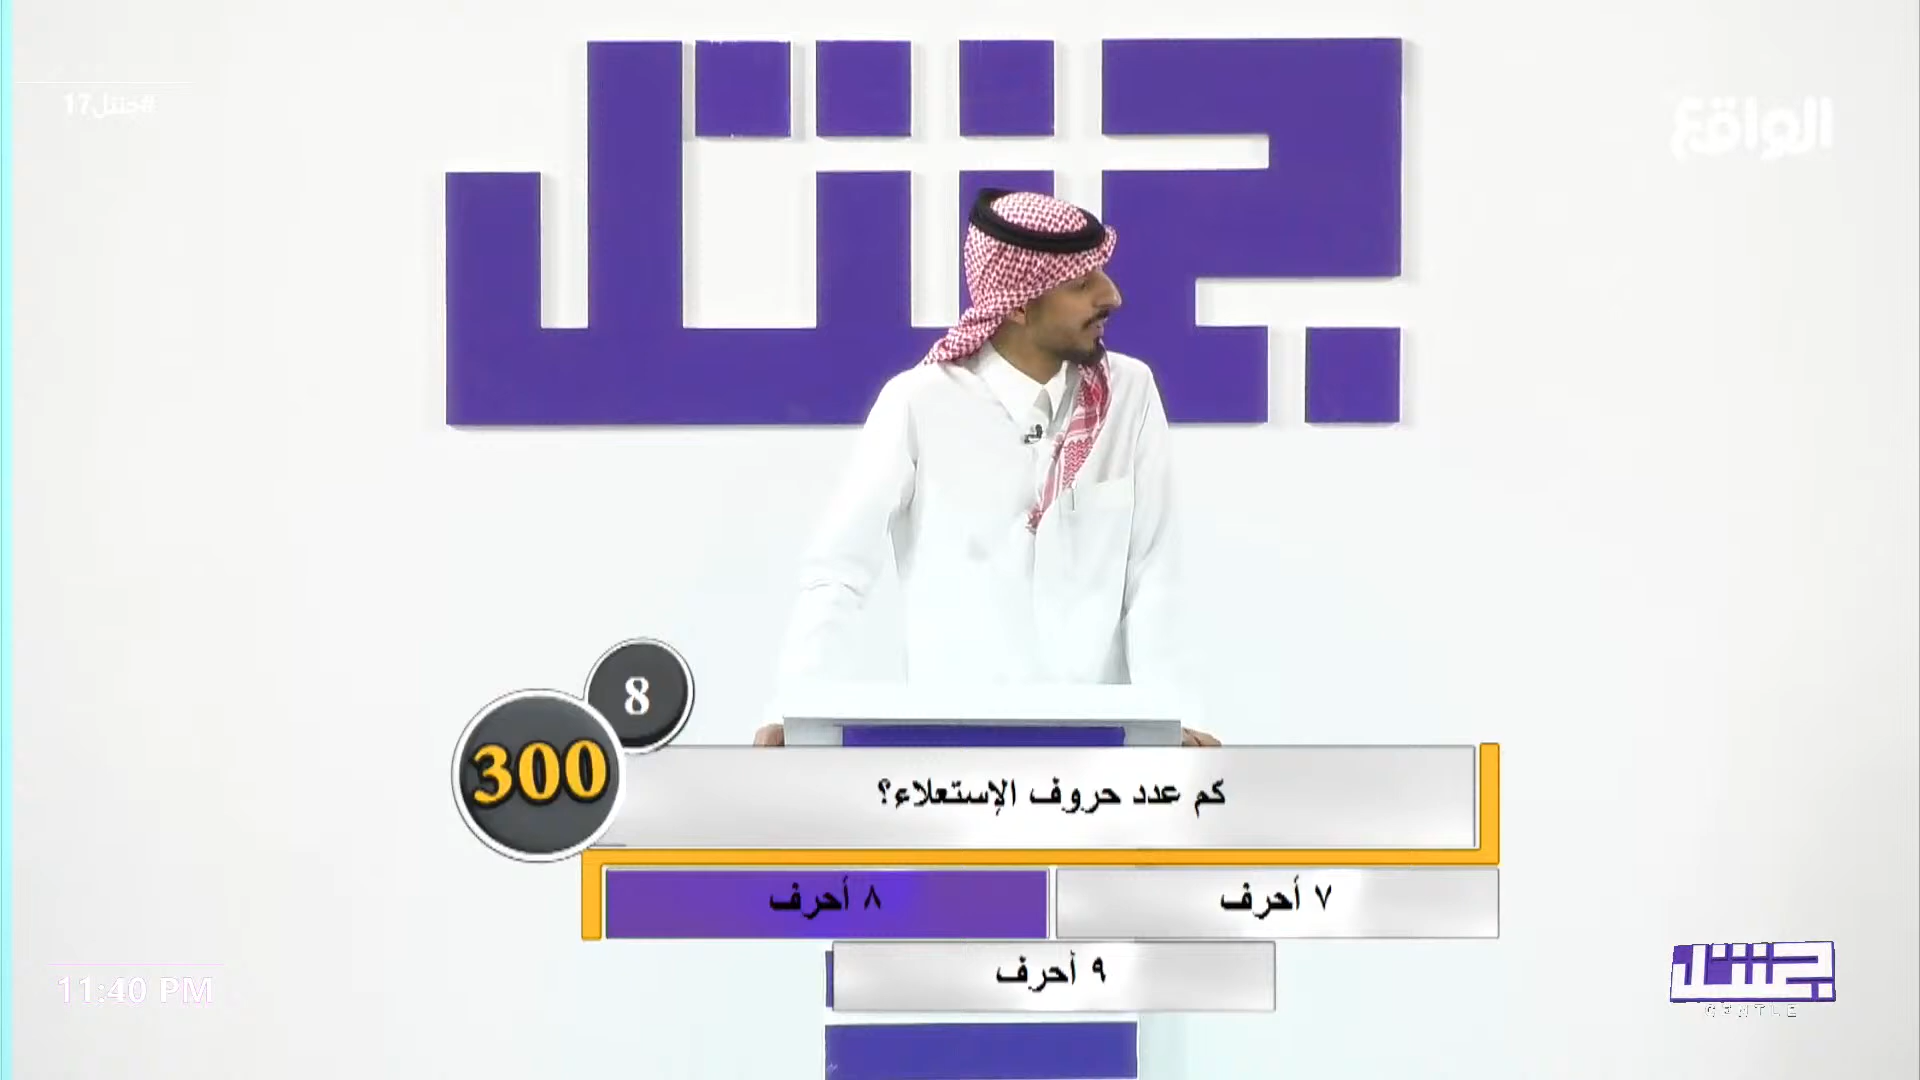 #جنتل17
الواقع
جنتل
8
300
كم عدد حروف الإستعلاء؟
٧ أحرف
٨ أحرف
٩ أحرف
11:40 PM
جنتل
GENTLE